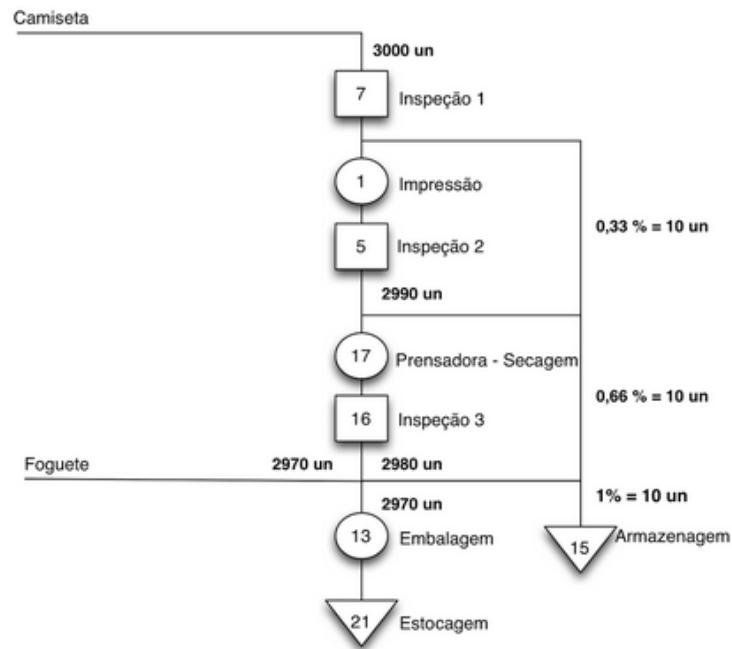 Camiseta
3000 un
7 Inspeção 1
1 Impressão
0,33 % = 10 un
5 Inspeção 2
2990 un
17 Prensadora - Secagem
0,66 % = 10 un
16 Inspeção 3
Foguete 2970 un 2980 un
1% = 10 un
2970 un
13 Embalagem
15 Armazenagem
21 Estocagem